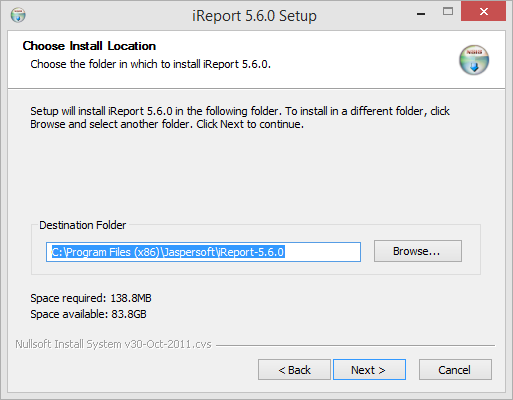 iReport 5.6.0 Setup
Choose Install Location
Choose the folder in which to install iReport 5.6.0.
Setup will install iReport 5.6.0 in the following folder. To install in a different folder, click
Browse and select another folder. Click Next to continue.
Destination Folder
C:\Program Files (x86)\Jaspersoft\iReport-5.6.0
Browse...
Space required: 138.8MB
Space available: 83.8GB
Nullsoft Install System v30-Oct-2011.cvs
< Back
Next >
Cancel